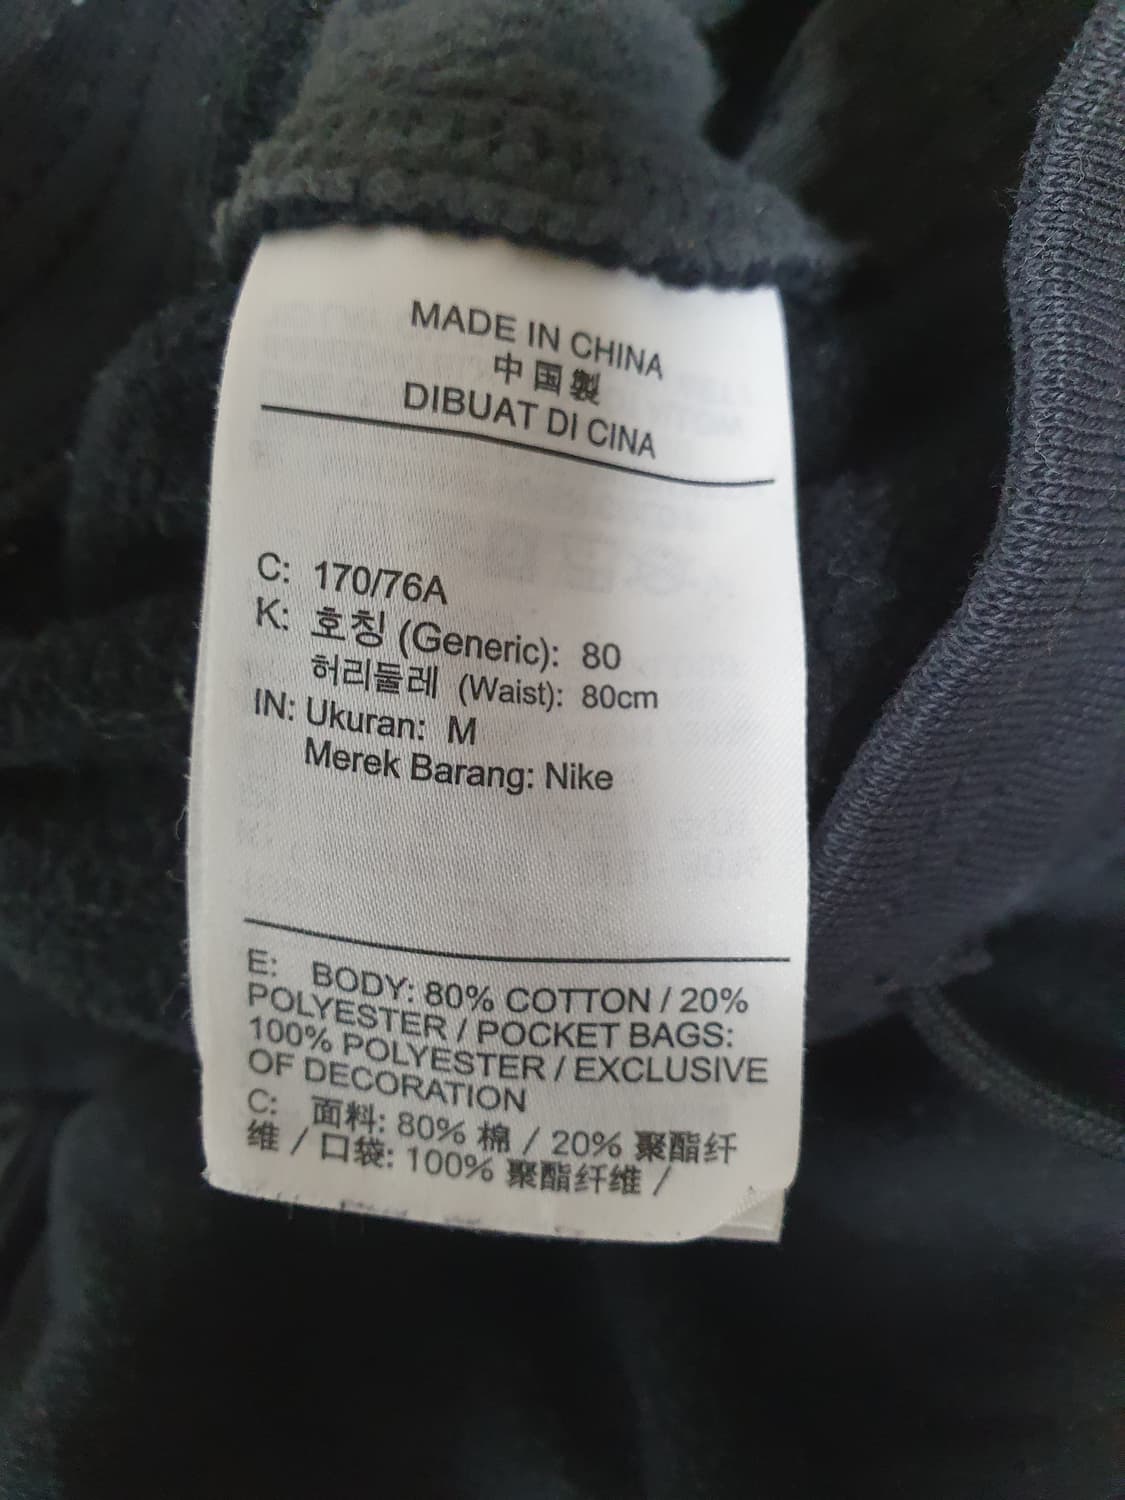 MADE IN CHINA
中国製
DIBUAT DI CINA
C: 170/76A
K: 호칭 (Generic): 80
허리둘레 (Waist): 80cm
IN: Ukuran: M
Merek Barang: Nike
E: BODY: 80% COTTON / 20%
POLYESTER / POCKET BAGS:
100% POLYESTER / EXCLUSIVE
OF DECORATION
C: 面料: 80% 棉 / 20% 聚酯纤
维 / 口袋: 100% 聚酯纤维 /